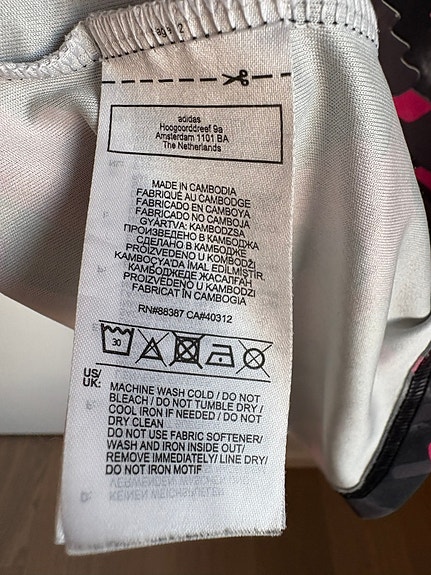 adidas
Hoogoorddreef 9a
Amsterdam 1101 BA
The Netherlands
MADE IN CAMBODIA
FABRIQUÉ AU CAMBODGE
FABRICADO EN CAMBOYA
FABRICADO NO CAMBOJA
GYÁRTVA: KAMBODZSA
ПРОИЗВЕДЕНО В КАМБОДЖА
СДЕЛАНО В КАМБОДЖЕ
PROIZVEDENO U KOMBODŽI
KAMBOÇYA'DA İMAL EDİLMİŞTİR.
КАМБОДЖЕДЕ ЖАСАЛҒАН
PROIZVEDENO U KAMBODZI
FABRICAT ÎN CAMBOGIA
RN#88387 CA#40312
30
US/
UK:
MACHINE WASH COLD / DO NOT
BLEACH / DO NOT TUMBLE DRY /
COOL IRON IF NEEDED / DO NOT
DRY CLEAN
DO NOT USE FABRIC SOFTENER/
WASH AND IRON INSIDE OUT/
REMOVE IMMEDIATELY/ LINE DRY/
DO NOT IRON MOTIF